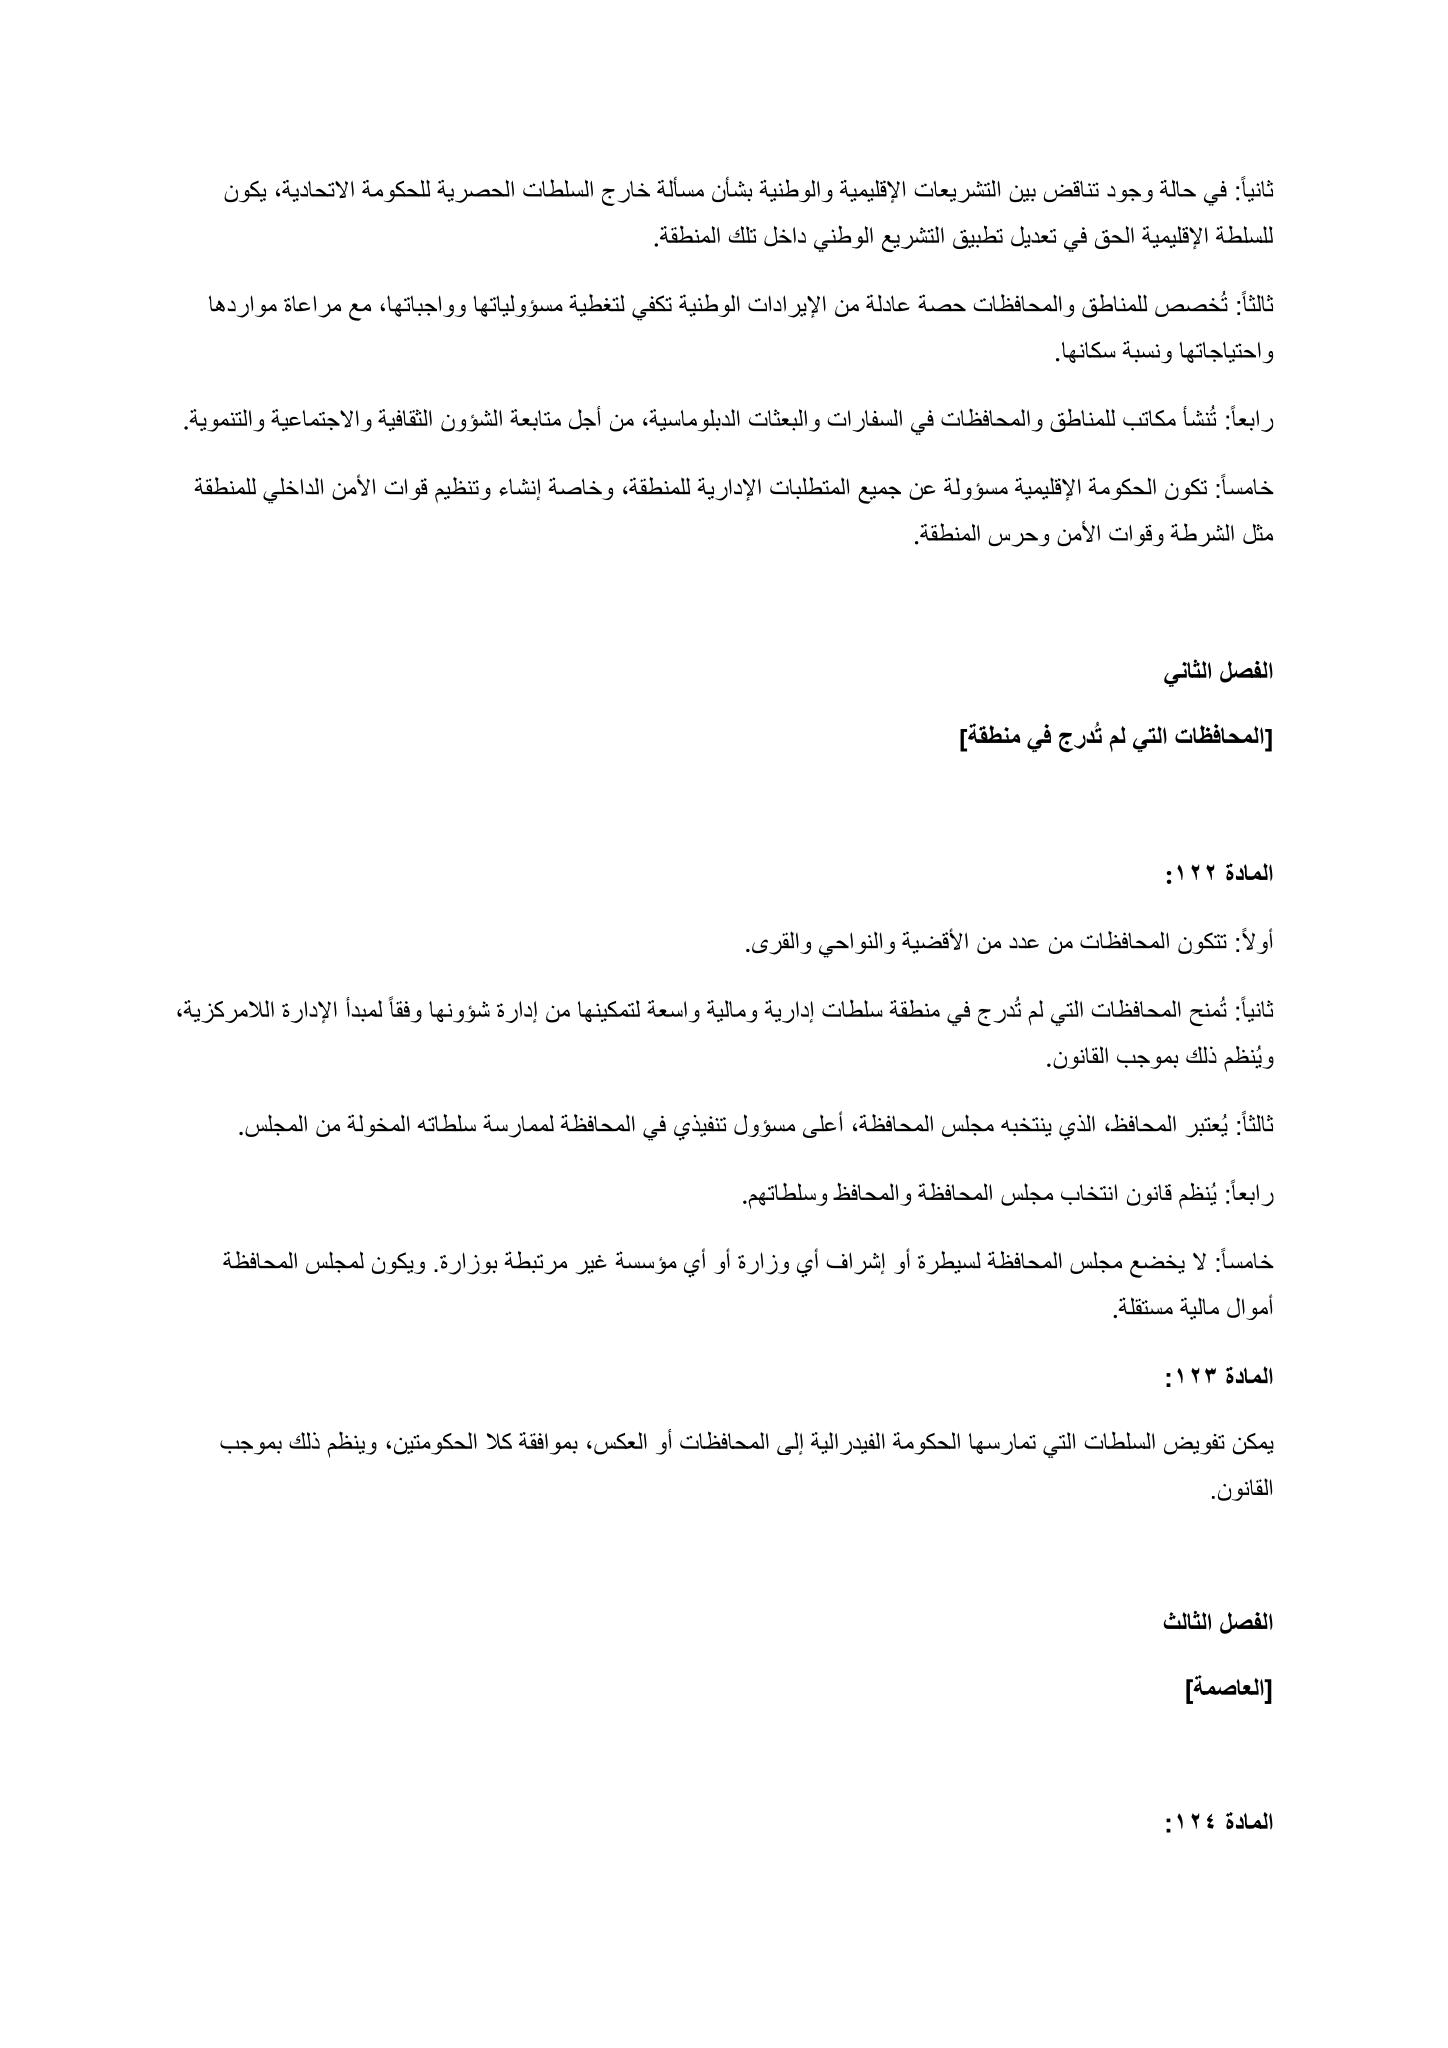 ثانياً: في حالة وجود تناقض بين التشريعات الإقليمية والوطنية بشأن مسألة خارج السلطات الحصرية للحكومة الاتحادية، يكون
للسلطة الإقليمية الحق في تعديل تطبيق التشريع الوطني داخل تلك المنطقة.
ثالثاً: تُخصص للمناطق والمحافظات حصة عادلة من الإيرادات الوطنية تكفي لتغطية مسؤولياتها وواجباتها، مع مراعاة مواردها
واحتياجاتها ونسبة سكانها.
رابعاً: تُنشأ مكاتب للمناطق والمحافظات في السفارات والبعثات الدبلوماسية، من أجل متابعة الشؤون الثقافية والاجتماعية والتنموية.
خامساً: تكون الحكومة الإقليمية مسؤولة عن جميع المتطلبات الإدارية للمنطقة، وخاصة إنشاء وتنظيم قوات الأمن الداخلي للمنطقة
مثل الشرطة وقوات الأمن وحرس المنطقة.
الفصل الثاني
[المحافظات التي لم تُدرج في منطقة]
المادة ١٢٢:
أولاً: تتكون المحافظات من عدد من الأقضية والنواحي والقرى.
ثانياً: تُمنح المحافظات التي لم تُدرج في منطقة سلطات إدارية ومالية واسعة لتمكينها من إدارة شؤونها وفقاً لمبدأ الإدارة اللامركزية،
ويُنظم ذلك بموجب القانون.
ثالثاً: يُعتبر المحافظ، الذي ينتخبه مجلس المحافظة، أعلى مسؤول تنفيذي في المحافظة لممارسة سلطاته المخولة من المجلس.
رابعاً: يُنظم قانون انتخاب مجلس المحافظة والمحافظ وسلطاتهم.
خامساً: لا يخضع مجلس المحافظة لسيطرة أو إشراف أي وزارة أو أي مؤسسة غير مرتبطة بوزارة. ويكون لمجلس المحافظة
أموال مالية مستقلة.
المادة ١٢٣:
يمكن تفويض السلطات التي تمارسها الحكومة الفيدرالية إلى المحافظات أو العكس، بموافقة كلا الحكومتين، وينظم ذلك بموجب
القانون.
الفصل الثالث
[العاصمة]
المادة ١٢٤: